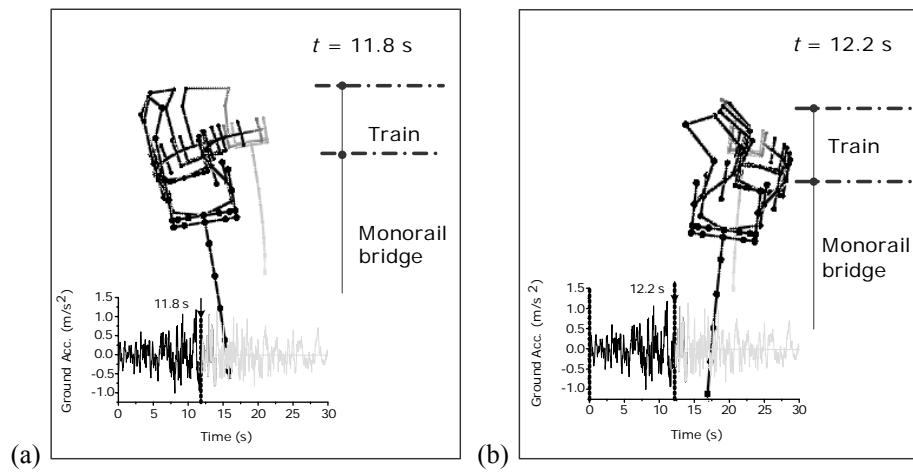 t = 11.8 s
Train
Monorail
bridge
11.8 s
Ground Acc. (m/s²)
1.5
1.0
0.5
0.0
-0.5
-1.0
0 5 10 15 20 25 30
Time (s)
(a)
t = 12.2 s
Train
Monorail
bridge
12.2 s
Ground Acc. (m/s²)
1.5
1.0
0.5
0.0
-0.5
-1.0
0 5 10 15 20 25 30
Time (s)
(b)